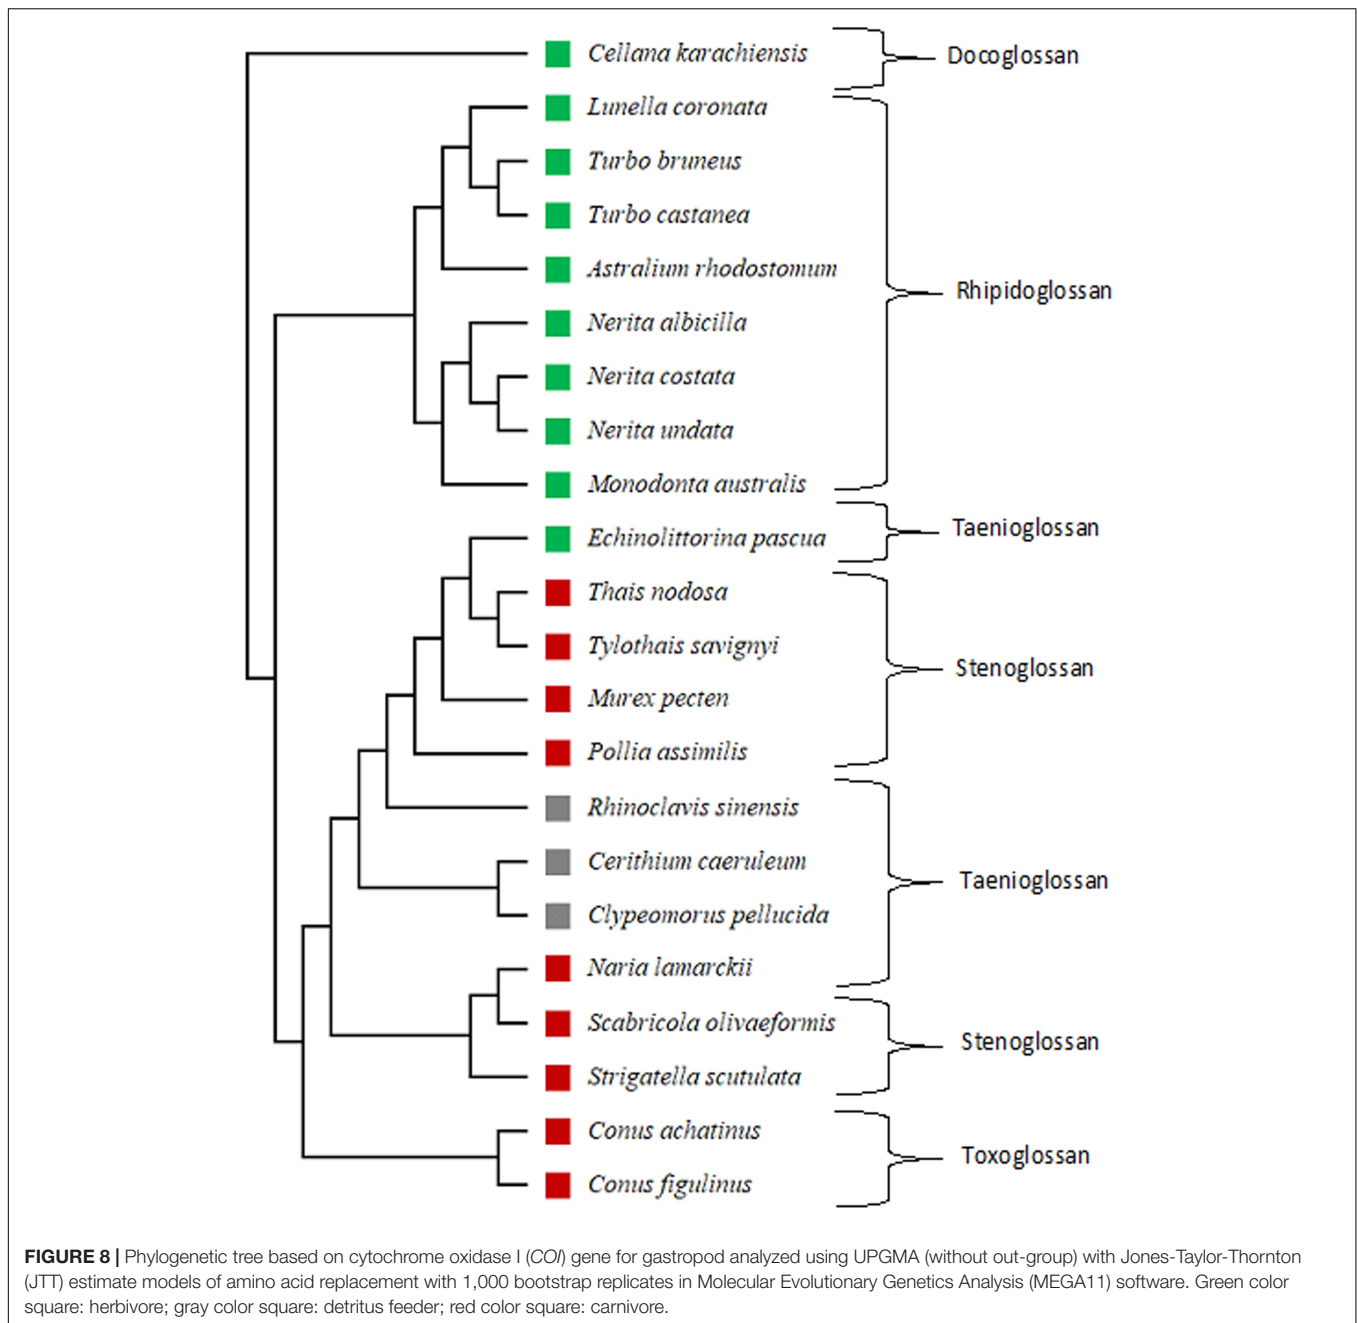 Cellana karachiensis
Docoglossan
Lunella coronata
Turbo bruneus
Turbo castanea
Astralium rhodostomum
Rhipidoglossan
Nerita albicilla
Nerita costata
Nerita undata
Monodonta australis
Echinolittorina pascua
Taenioglossan
Thais nodosa
Tylothais savignyi
Stenoglossan
Murex pecten
Pollia assimilis
Rhinoclavis sinensis
Cerithium caeruleum
Taenioglossan
Clypeomorus pellucida
Naria lamarckii
Scabricola olivaeformis
Stenoglossan
Strigatella scutulata
Conus achatinus
Toxoglossan
Conus figulinus
FIGURE 8 | Phylogenetic tree based on cytochrome oxidase I (COI) gene for gastropod analyzed using UPGMA (without out-group) with Jones-Taylor-Thornton
(JTT) estimate models of amino acid replacement with 1,000 bootstrap replicates in Molecular Evolutionary Genetics Analysis (MEGA11) software. Green color
square: herbivore; gray color square: detritus feeder; red color square: carnivore.